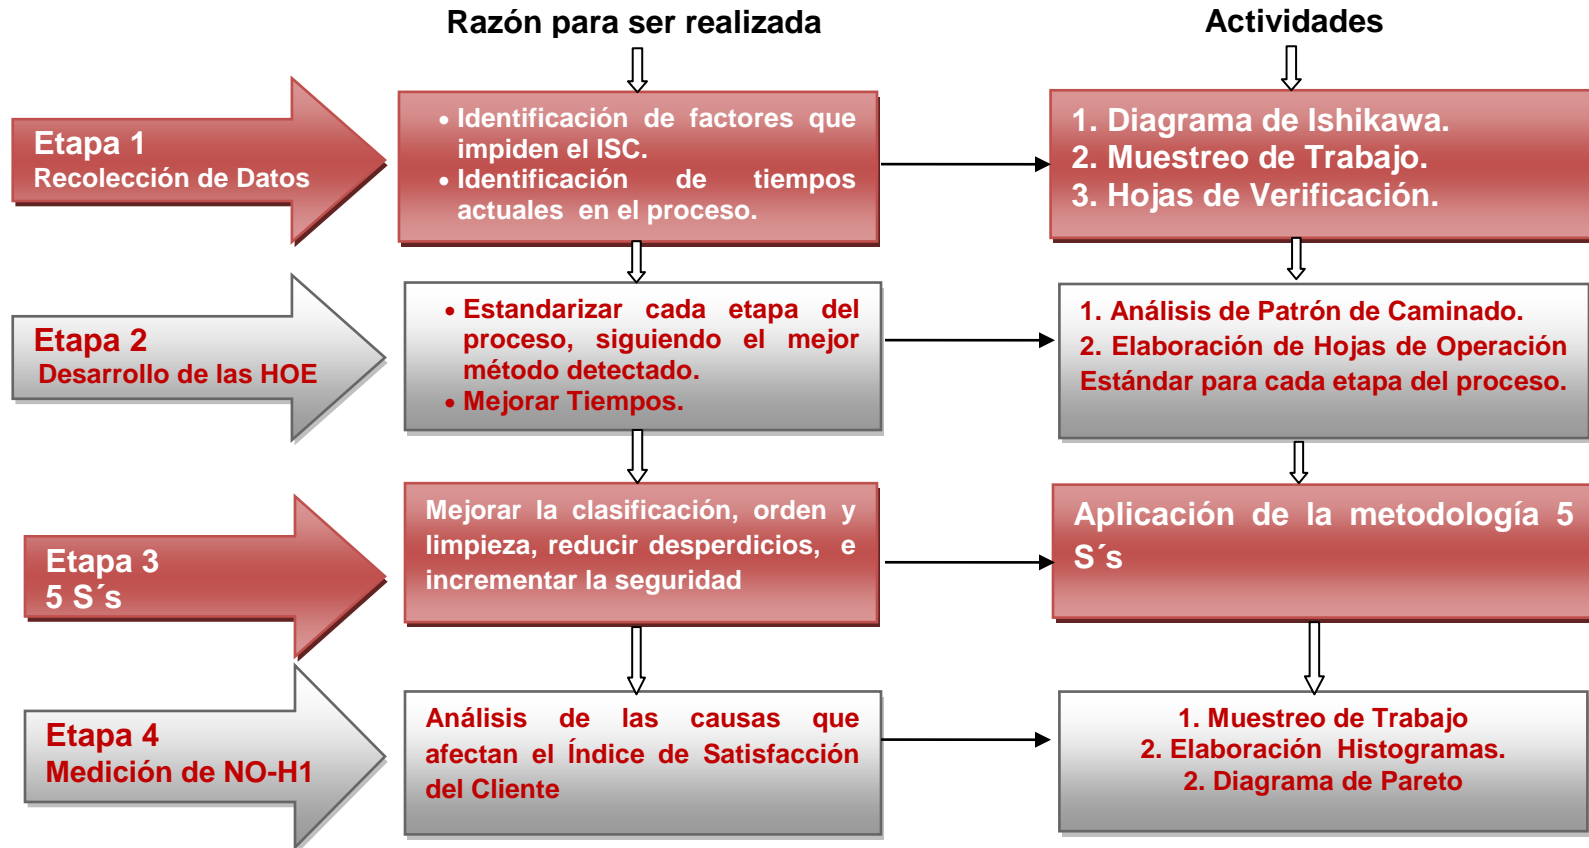 Razón para ser realizada
Actividades
Etapa 1
Recolección de Datos
• Identificación de factores que
impiden el ISC.
• Identificación de tiempos
actuales en el proceso.
1. Diagrama de Ishikawa.
2. Muestreo de Trabajo.
3. Hojas de Verificación.
Etapa 2
Desarrollo de las HOE
• Estandarizar cada etapa del
proceso, siguiendo el mejor
método detectado.
• Mejorar Tiempos.
1. Análisis de Patrón de Caminado.
2. Elaboración de Hojas de Operación
Estándar para cada etapa del proceso.
Etapa 3
5 S´s
Mejorar la clasificación, orden y
limpieza, reducir desperdicios, e
incrementar la seguridad
Aplicación de la metodología 5
S´s
Etapa 4
Medición de NO-H1
Análisis de las causas que
afectan el Índice de Satisfacción
del Cliente
1. Muestreo de Trabajo
2. Elaboración Histogramas.
2. Diagrama de Pareto